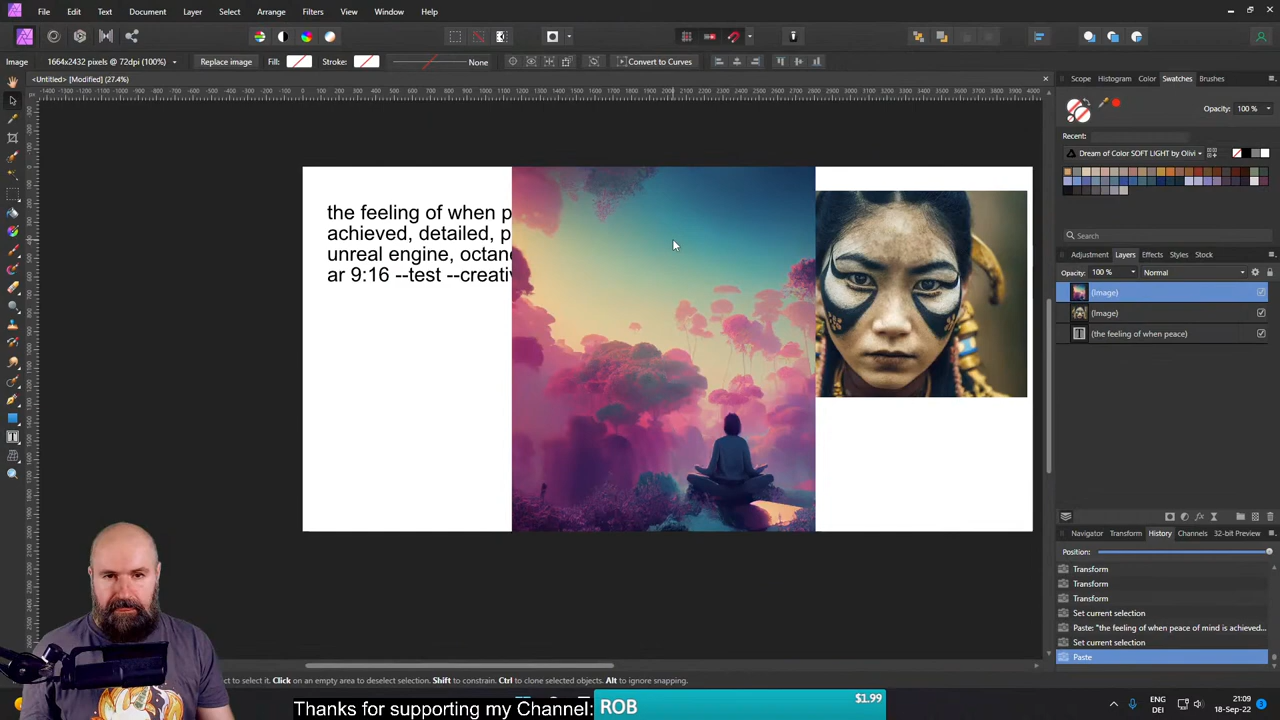 File Edit Text Document Layer Select Arrange Filters View Window Help
Image 1664x2432 pixels @ 72dpi (100%) Replace image Fill: Stroke: None Convert to Curves
<Untitled> [Modified] (27.4%)
Scope Histogram Color Swatches Brushes
Opacity: 100 %
Recent:
Dream of Color SOFT LIGHT by Olivi
Search
Adjustment Layers Effects Styles Stock
Opacity: 100 % Normal
(Image)
(Image)
(the feeling of when peace)
the feeling of when p
achieved, detailed, p
unreal engine, octane
ar 9:16 --test --creativ
Navigator Transform History Channels 32-bit Preview
Position:
Transform
Transform
Transform
Set current selection
Paste: "the feeling of when peace of mind is achieved...
Set current selection
Paste
ect to select it. Click on an empty area to deselect selection. Shift to constrain. Ctrl to clone selected objects. Alt to ignore snapping.
Thanks for supporting my Channel: ROB $1.99
ENG
DE
21:09
18-Sep-22